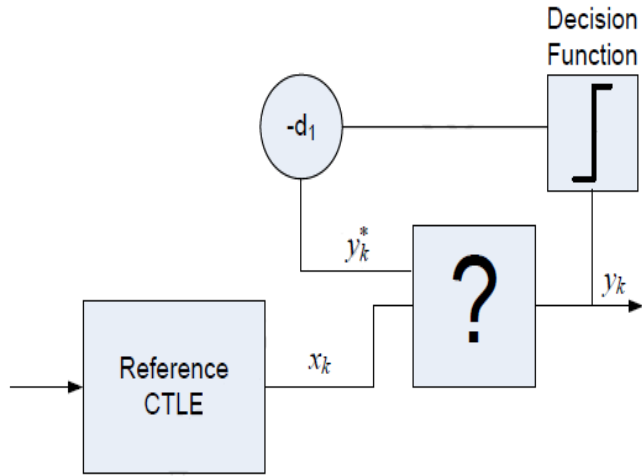 Decision
Function
-d₁
y*ₖ
?
yₖ
xₖ
Reference
CTLE